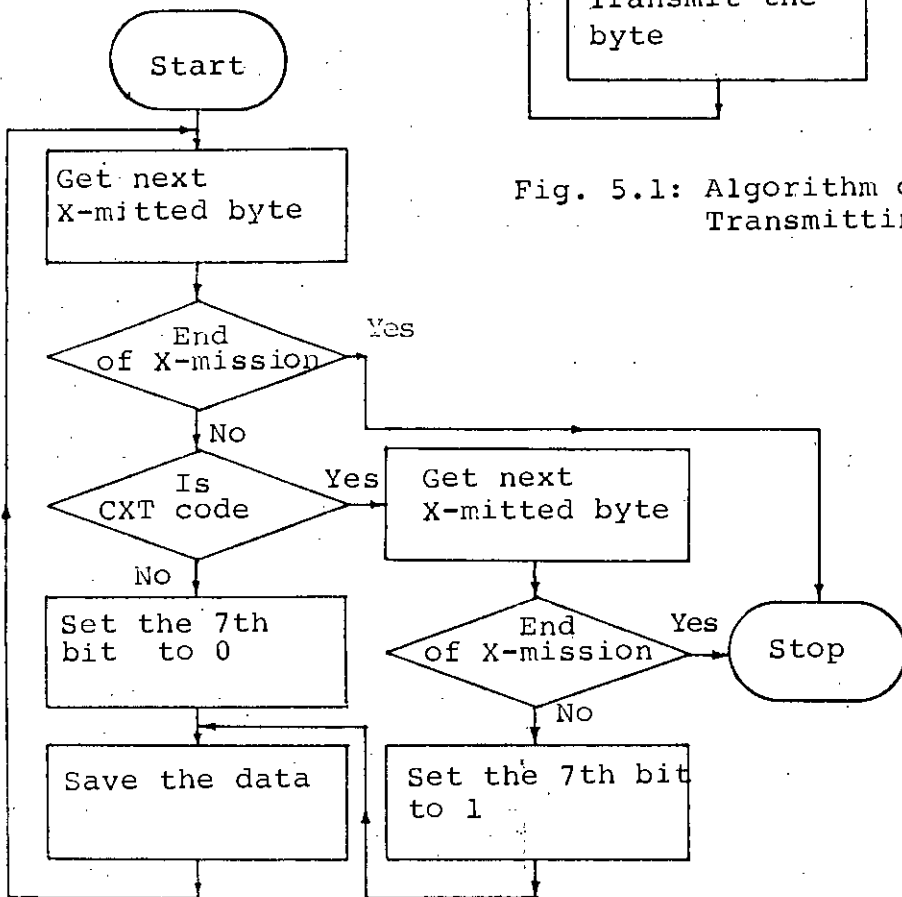 Transmit the
byte
Fig. 5.1: Algorithm
Transmittin
Start
Get next
X-mitted byte
End
of X-mission
Yes
No
Is
CXT code
Yes
No
Get next
X-mitted byte
Set the 7th
bit to 0
End
of X-mission
Yes
No
Stop
Save the data
Set the 7th bit
to 1